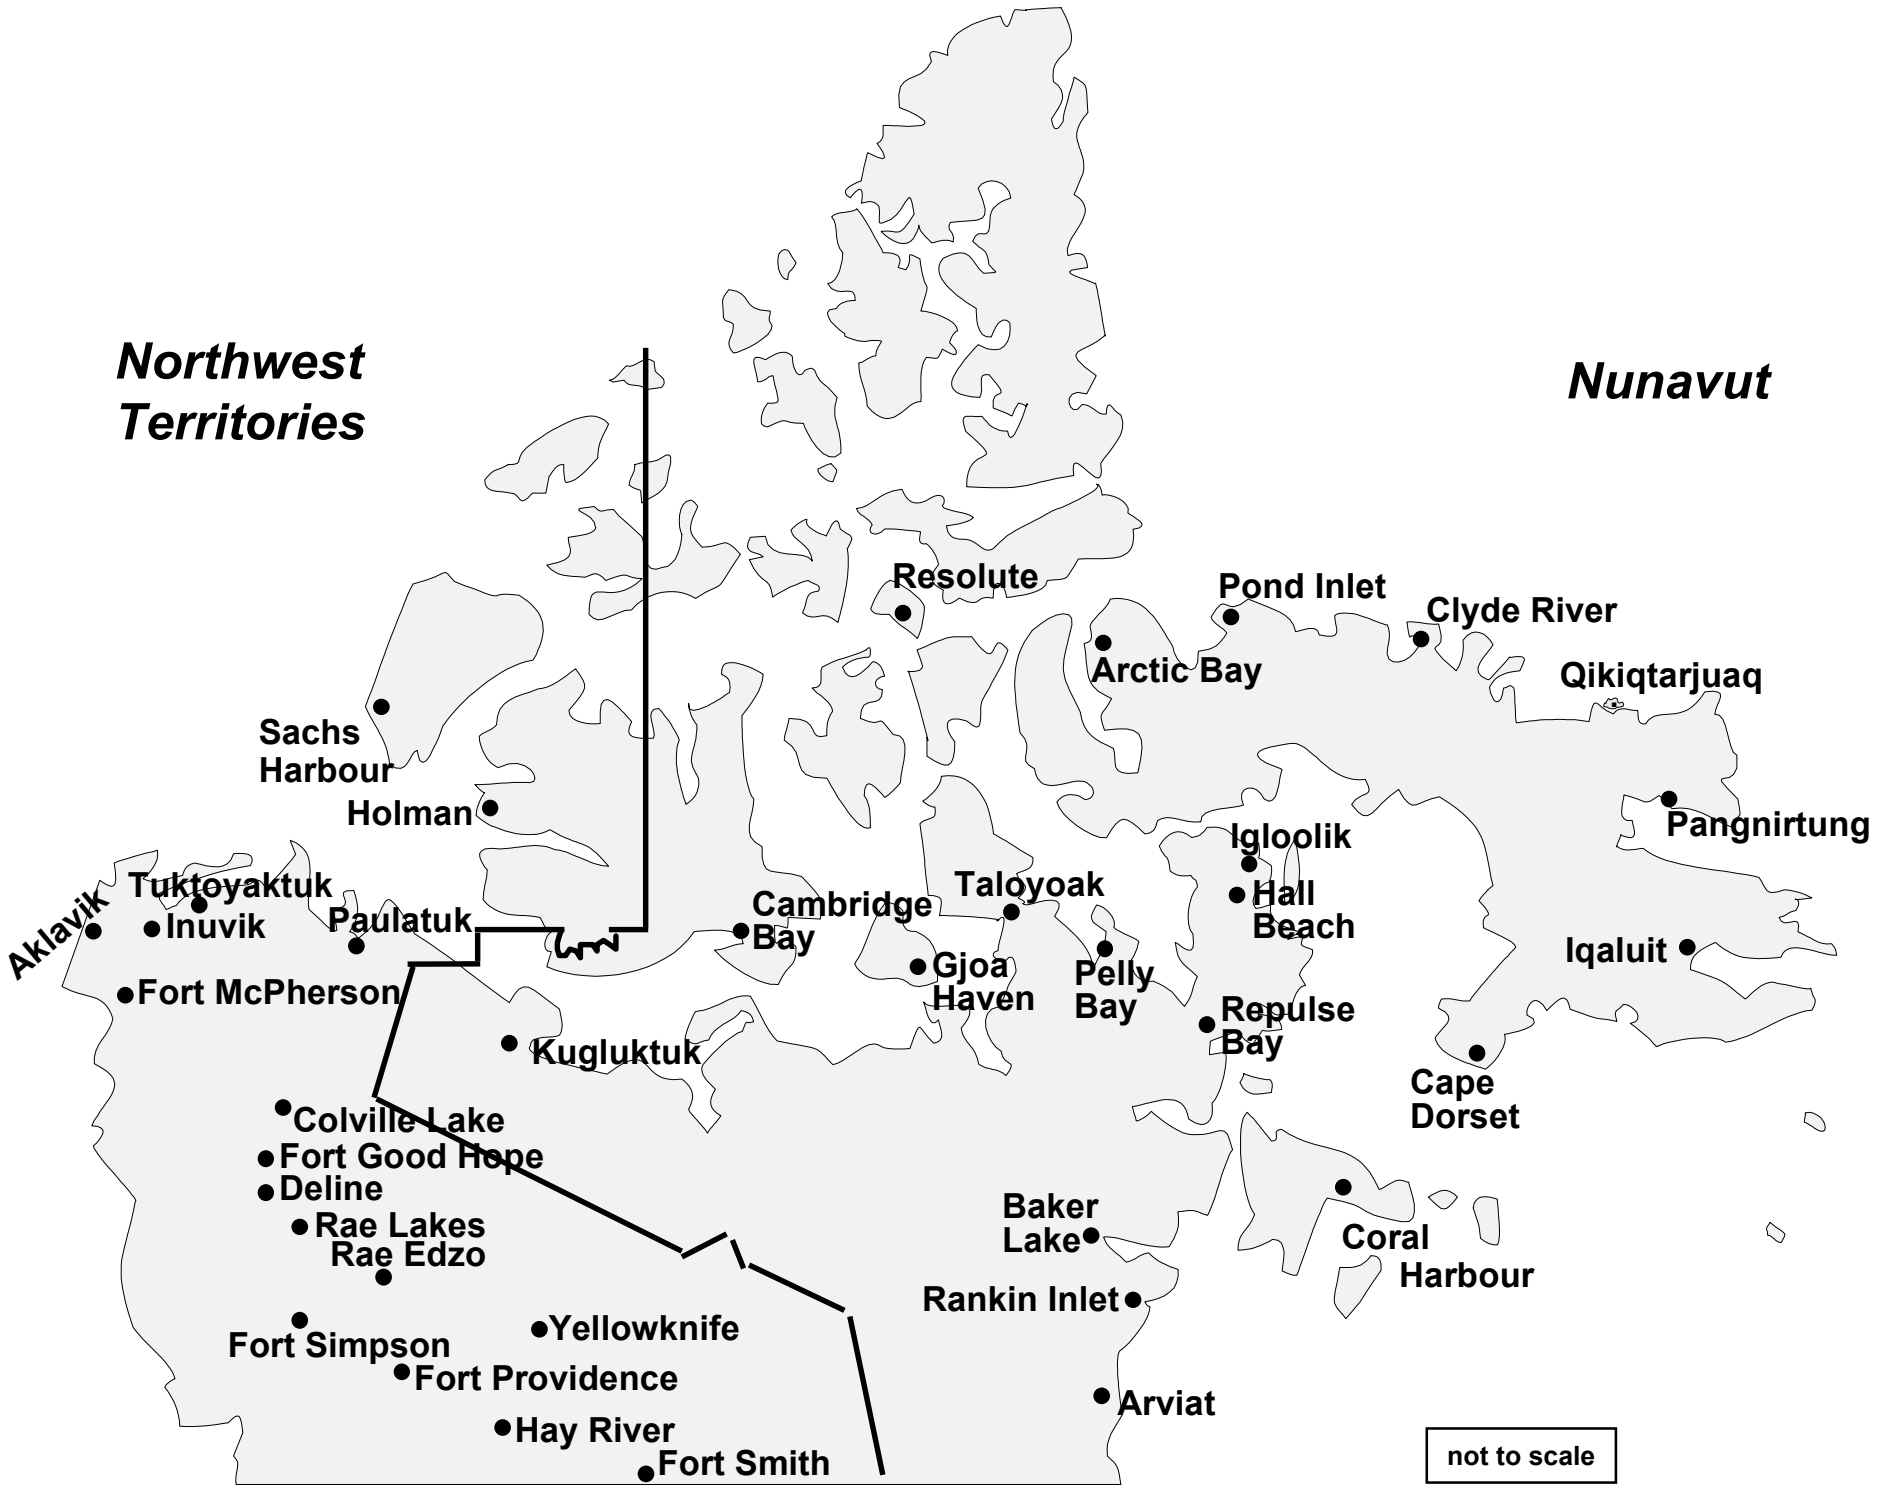 Northwest
Territories
Nunavut
Resolute
Pond Inlet
Clyde River
Arctic Bay
Qikiqtarjuaq
Sachs
Harbour
Holman
Pangnirtung
Igloolik
Tuktoyaktuk
Taloyoak
Hall
Beach
Cambridge
Bay
Aklavik
Inuvik
Paulatuk
Iqaluit
Gjoa
Haven
Pelly
Bay
Fort McPherson
Repulse
Bay
Kugluktuk
Cape
Dorset
Colville Lake
Fort Good Hope
Deline
Rae Lakes
Rae Edzo
Baker
Lake
Coral
Harbour
Rankin Inlet
Yellowknife
Fort Simpson
Fort Providence
Arviat
Hay River
Fort Smith
not to scale